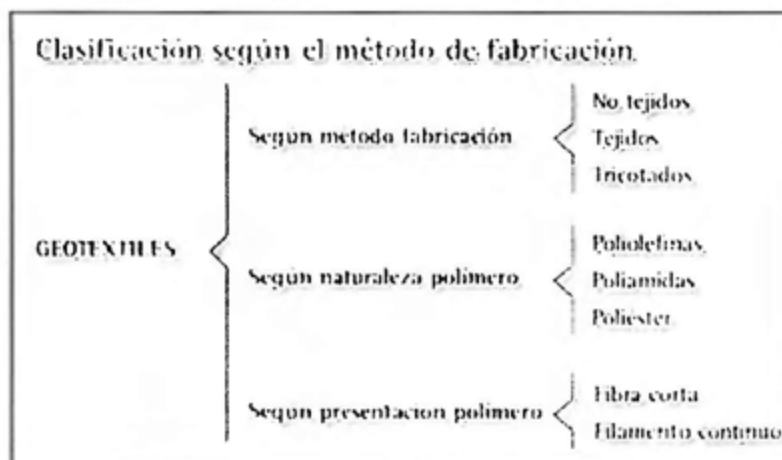 Clasificación según el método de fabricación
No tejidos
Según método fabricación
Tejidos
Tricotados
Poliolefinas
GEOTEXTILES
Según naturaleza polímero
Poliamidas
Poliéster
Fibra corta
Según presentación polímero
Filamento continuo